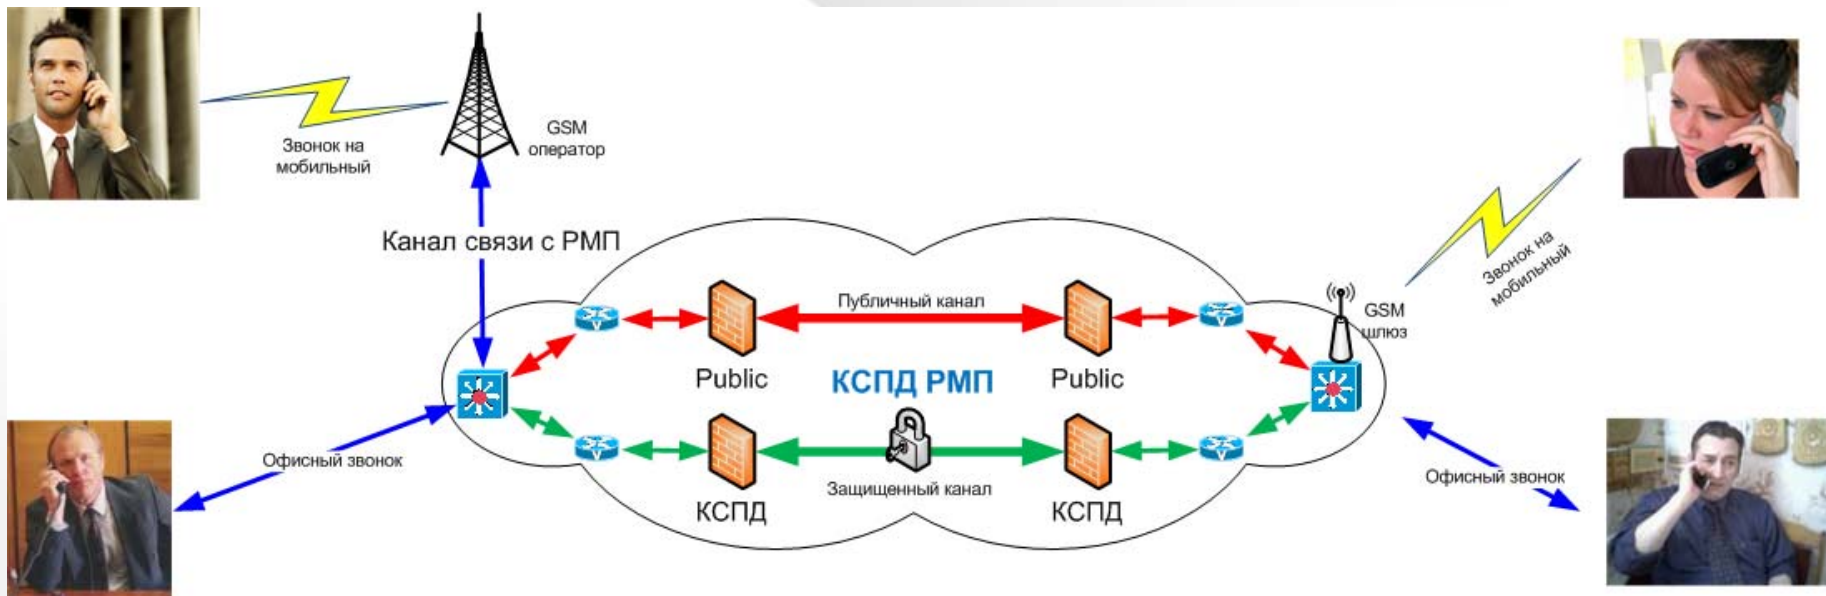 GSM
оператор
Звонок на
мобильный
Канал связи с РМП
Звонок на
мобильный
Публичный канал
GSM
шлюз
Public
КСПД РМП
Public
Офисный звонок
Защищенный канал
Офисный звонок
КСПД
КСПД